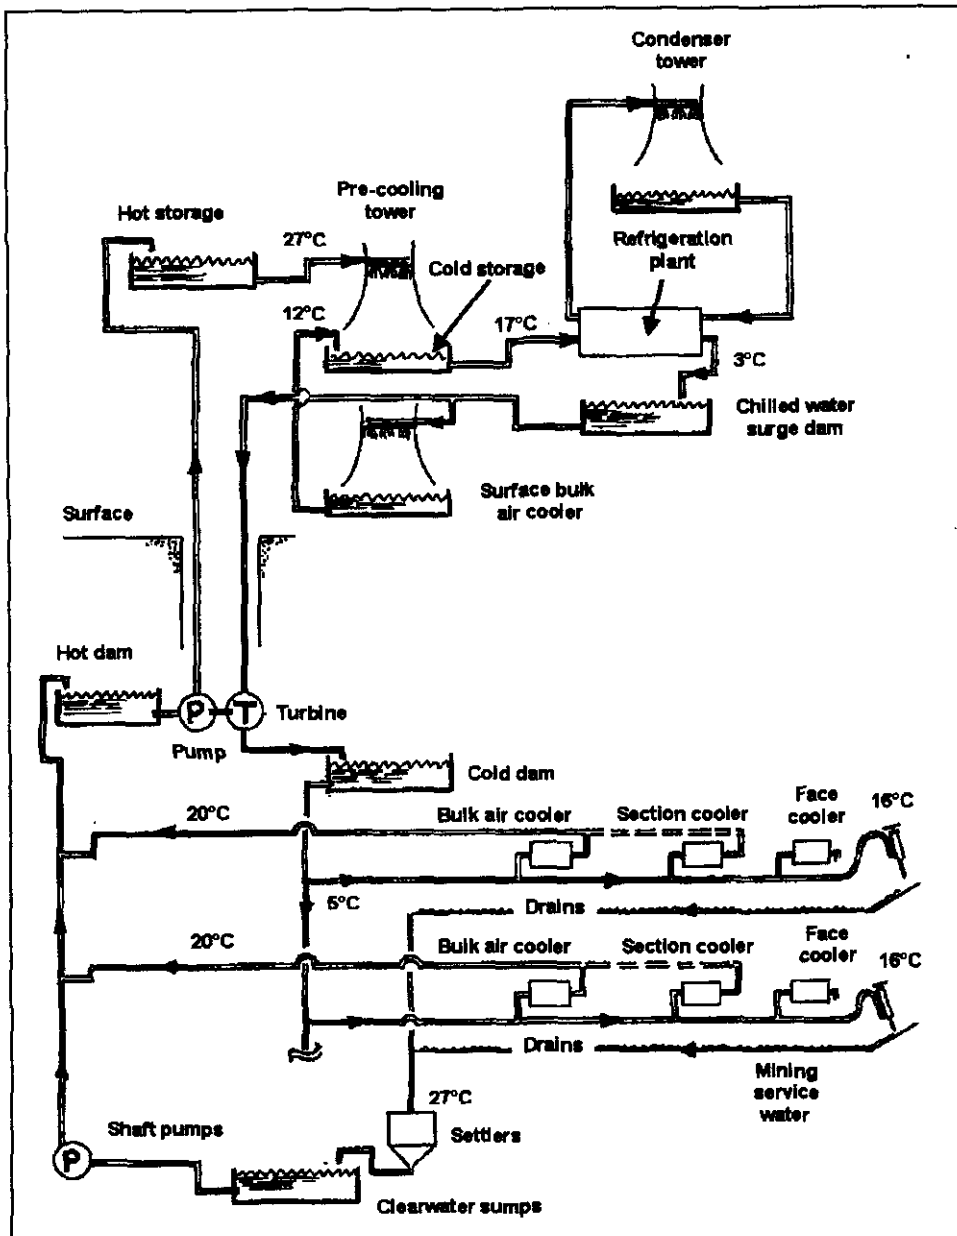 Condenser
tower
Pre-cooling
tower
Hot storage
27°C
Refrigeration
plant
Cold storage
12°C
17°C
3°C
Chilled water
surge dam
Surface bulk
air cooler
Surface
Hot dam
P
T
Turbine
Pump
Cold dam
20°C
Bulk air cooler
Section cooler
Face
cooler
16°C
5°C
Drains
20°C
Bulk air cooler
Section cooler
Face
cooler
16°C
Drains
Mining
service
water
27°C
Settlers
Shaft pumps
P
Clearwater sumps